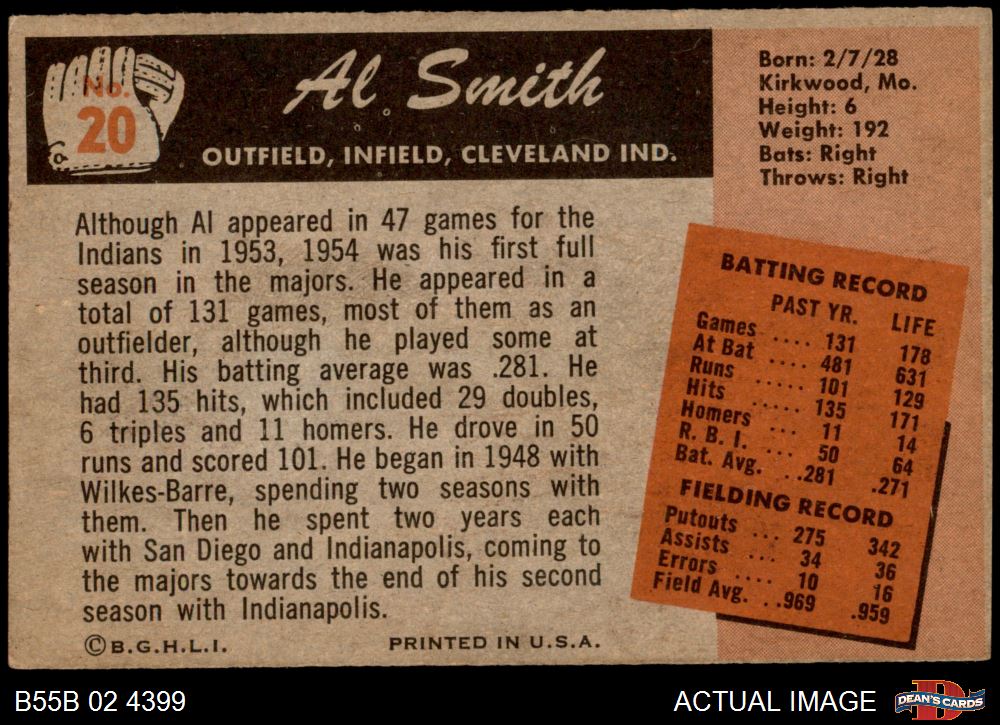 No.
20
Al Smith
OUTFIELD, INFIELD, CLEVELAND IND.
Born: 2/7/28
Kirkwood, Mo.
Height: 6
Weight: 192
Bats: Right
Throws: Right
Although Al appeared in 47 games for the
Indians in 1953, 1954 was his first full
season in the majors. He appeared in a
total of 131 games, most of them as an
outfielder, although he played some at
third. His batting average was .281. He
had 135 hits, which included 29 doubles,
6 triples and 11 homers. He drove in 50
runs and scored 101. He began in 1948 with
Wilkes-Barre, spending two seasons with
them. Then he spent two years each
with San Diego and Indianapolis, coming to
the majors towards the end of his second
season with Indianapolis.
BATTING RECORD
PAST YR. LIFE
Games .... 131 178
At Bat .... 481 631
Runs ..... 101 129
Hits ..... 135 171
Homers ... 11 14
R. B. I. .... 50 64
Bat. Avg. ..281 .271
FIELDING RECORD
Putouts ... 275 342
Assists ... 34 36
Errors .... 10 16
Field Avg. ..969 .959
©B.G.H.L.I. PRINTED IN U.S.A.
B55B 02 4399 ACTUAL IMAGE DEAN'S CARDS